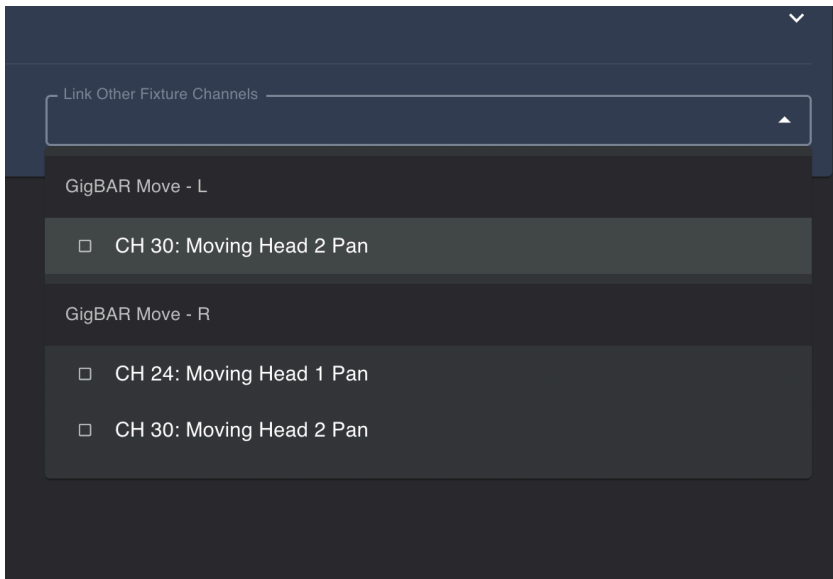 Link Other Fixture Channels
GigBAR Move - L
CH 30: Moving Head 2 Pan
GigBAR Move - R
CH 24: Moving Head 1 Pan
CH 30: Moving Head 2 Pan